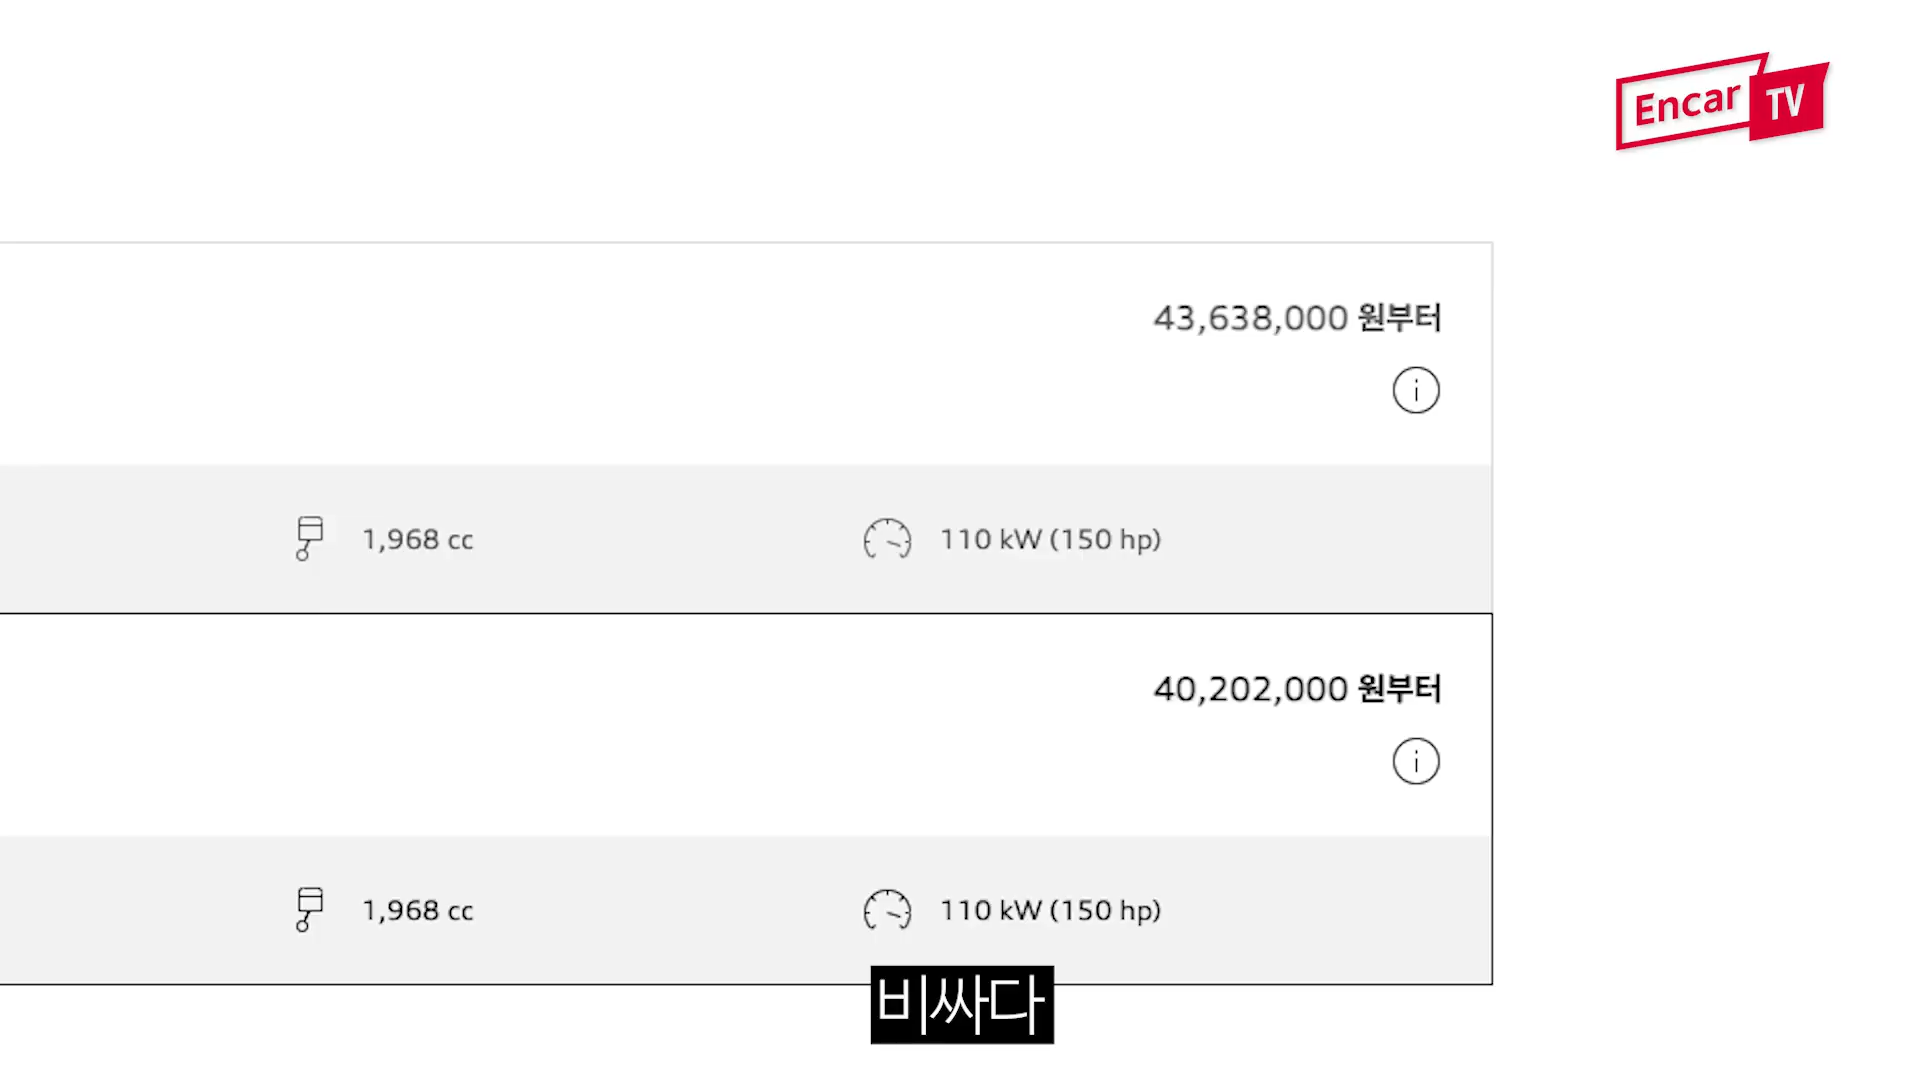 Encar TV
43,638,000 원부터
i
1,968 cc
110 kW (150 hp)
40,202,000 원부터
i
1,968 cc
110 kW (150 hp)
비싸다